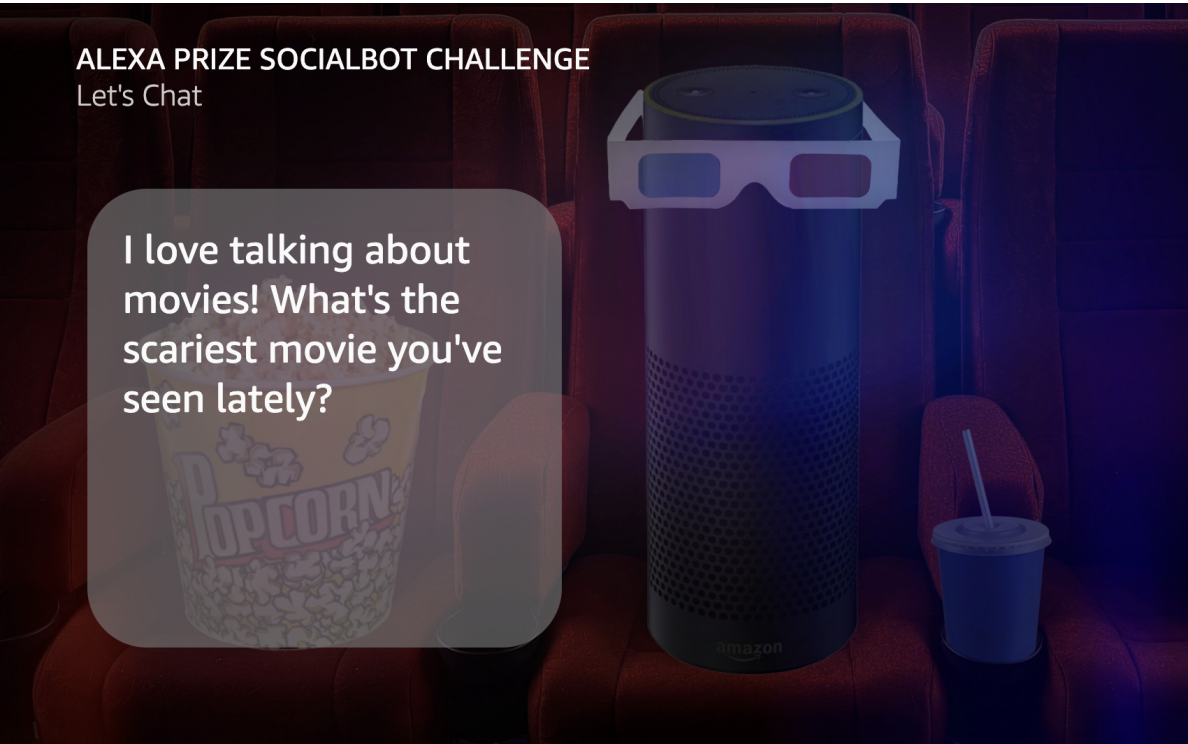 ALEXA PRIZE SOCIALBOT CHALLENGE
Let's Chat
I love talking about
movies! What's the
scariest movie you've
seen lately?
POPCORN
amazon